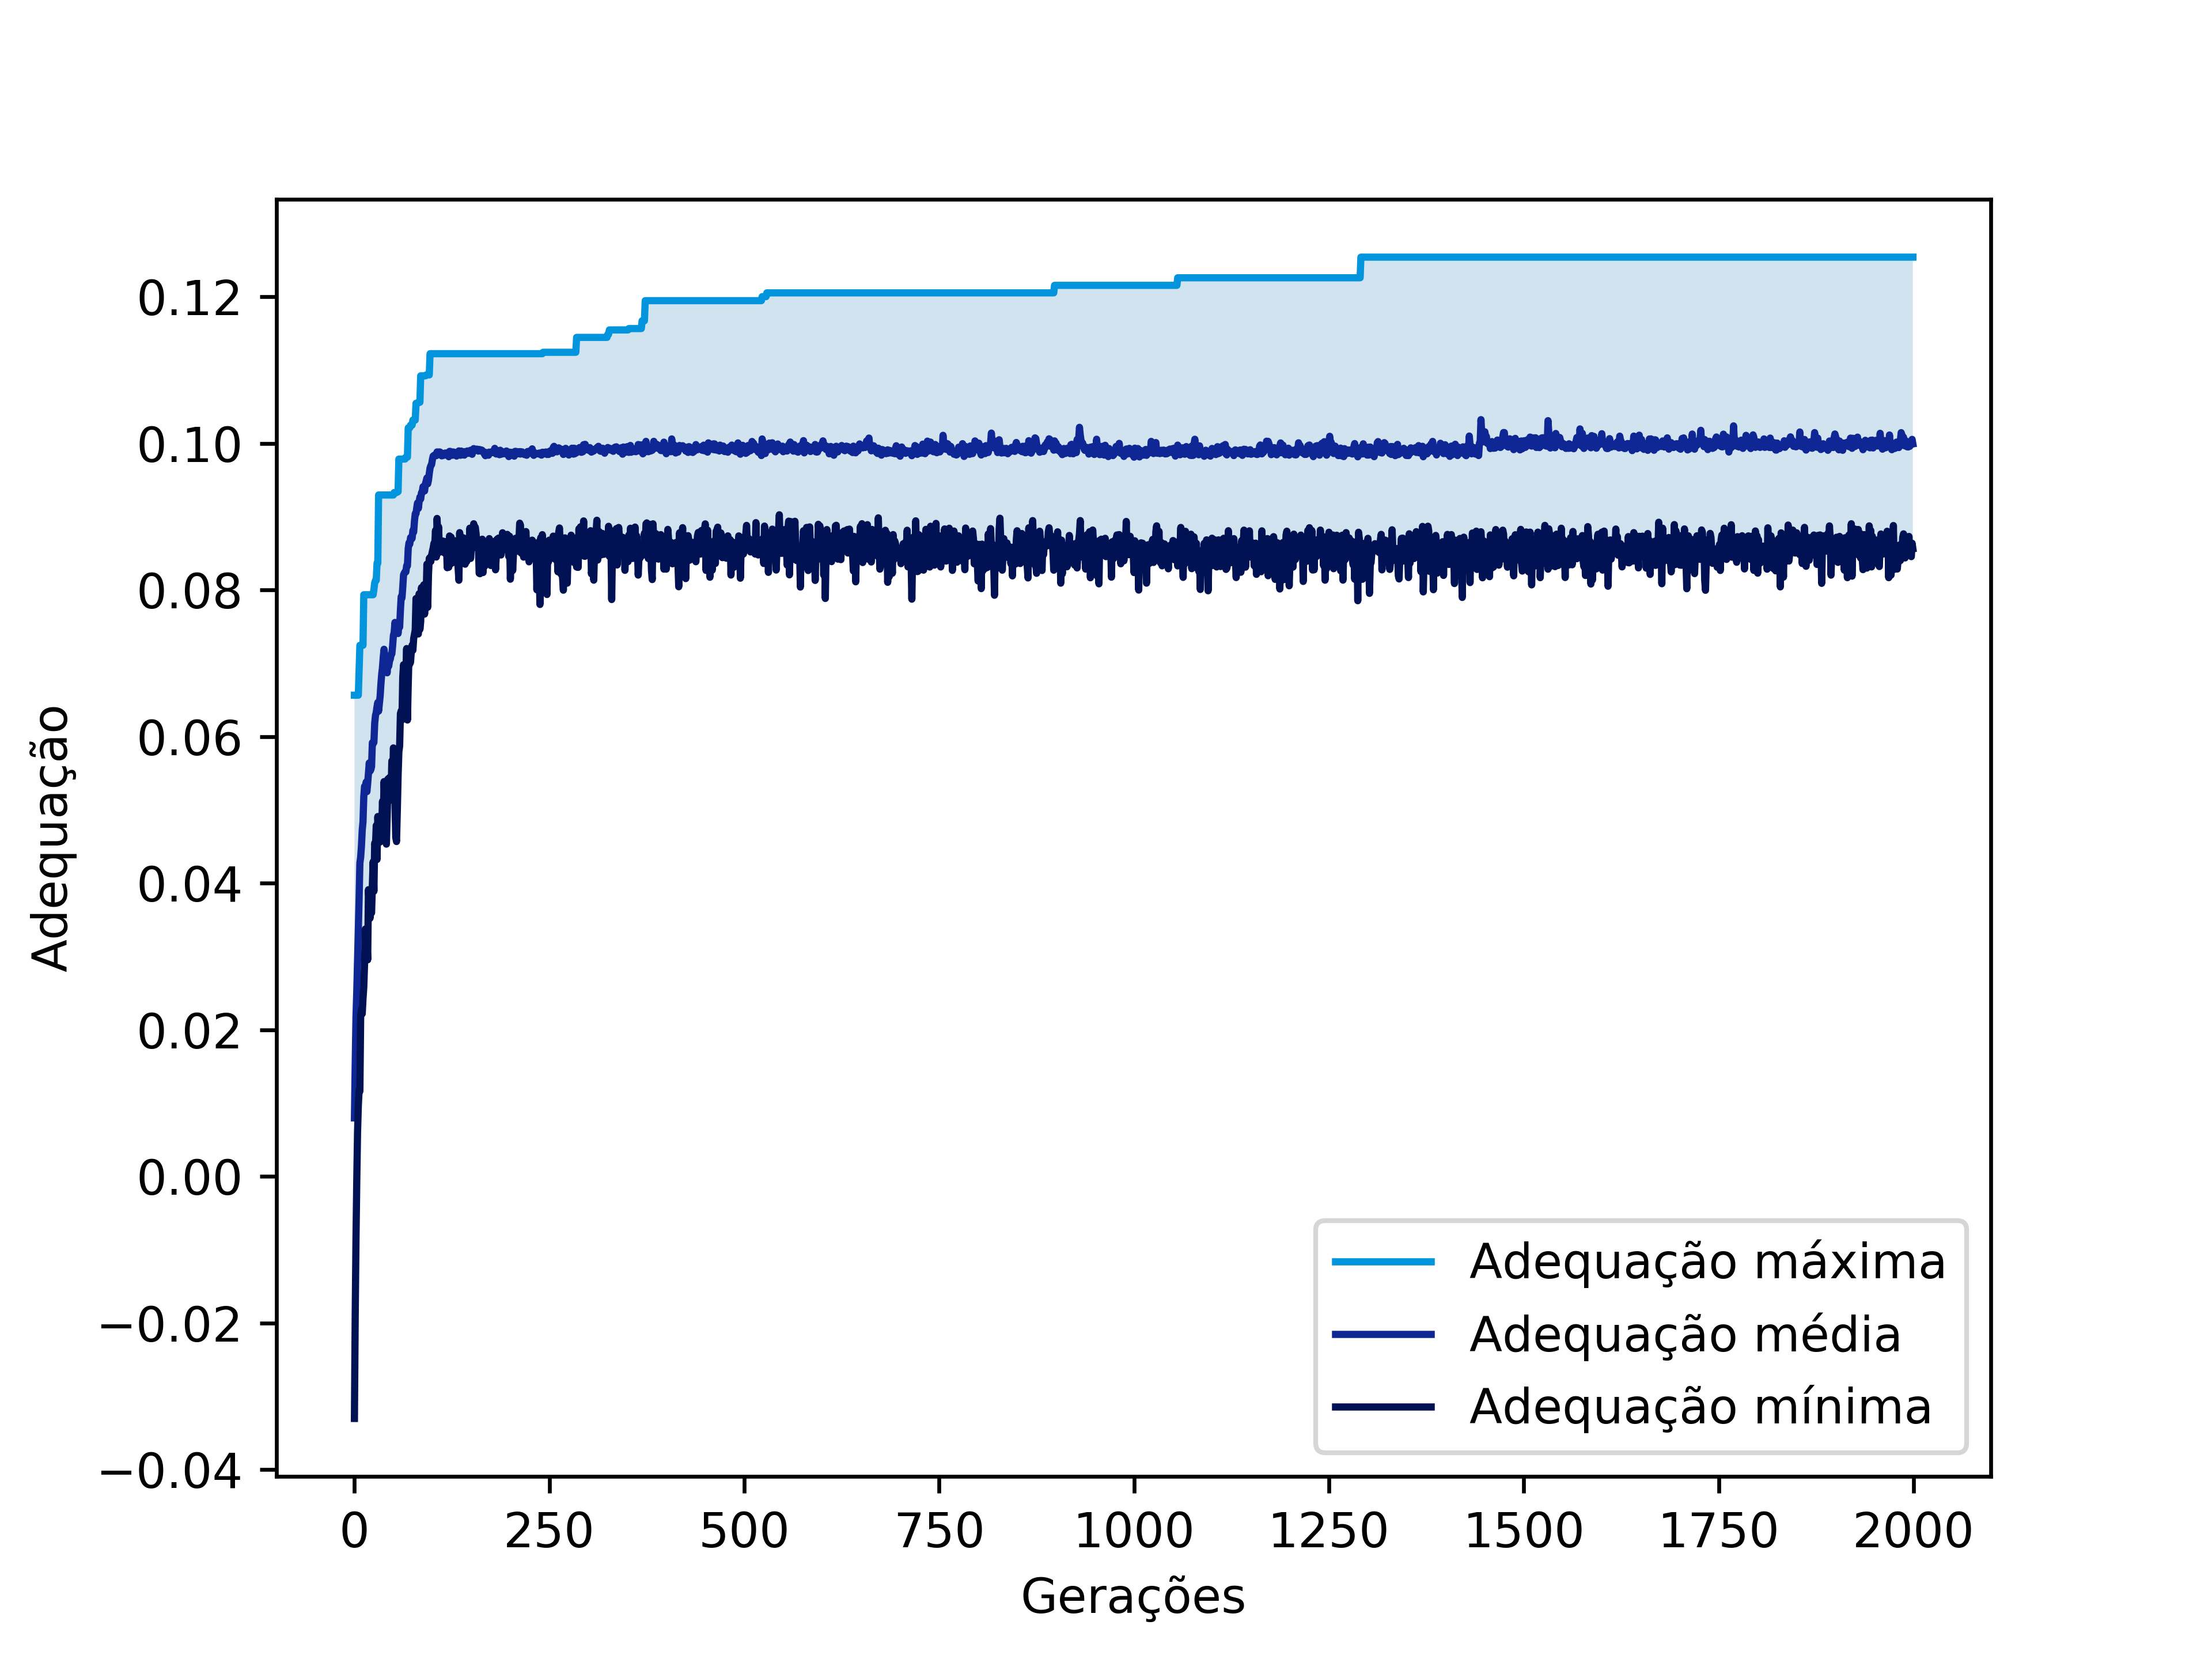 0.12
0.10
0.08
0.06
0.04
0.02
0.00
−0.02
−0.04
Adequação
Adequação máxima
Adequação média
Adequação mínima
0 250 500 750 1000 1250 1500 1750 2000
Gerações